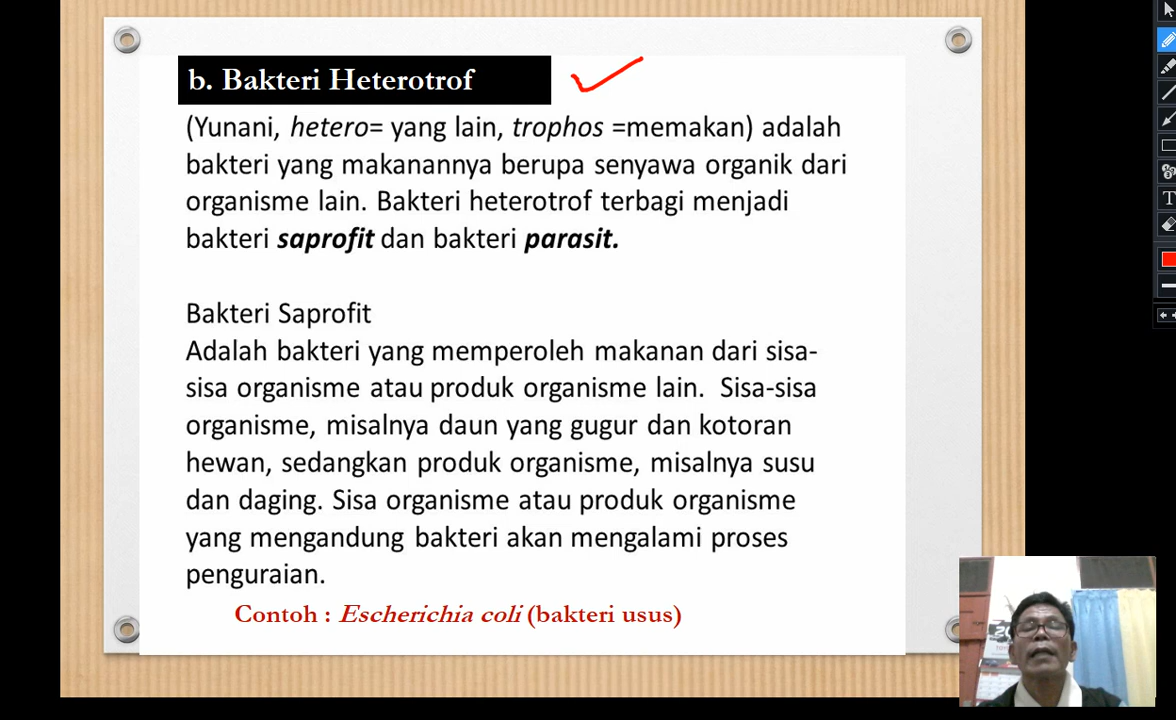 b. Bakteri Heterotrof
(Yunani, hetero= yang lain, trophos =memakan) adalah
bakteri yang makanannya berupa senyawa organik dari
organisme lain. Bakteri heterotrof terbagi menjadi
bakteri saprofit dan bakteri parasit.
Bakteri Saprofit
Adalah bakteri yang memperoleh makanan dari sisa-
sisa organisme atau produk organisme lain. Sisa-sisa
organisme, misalnya daun yang gugur dan kotoran
hewan, sedangkan produk organisme, misalnya susu
dan daging. Sisa organisme atau produk organisme
yang mengandung bakteri akan mengalami proses
penguraian.
Contoh : Escherichia coli (bakteri usus)